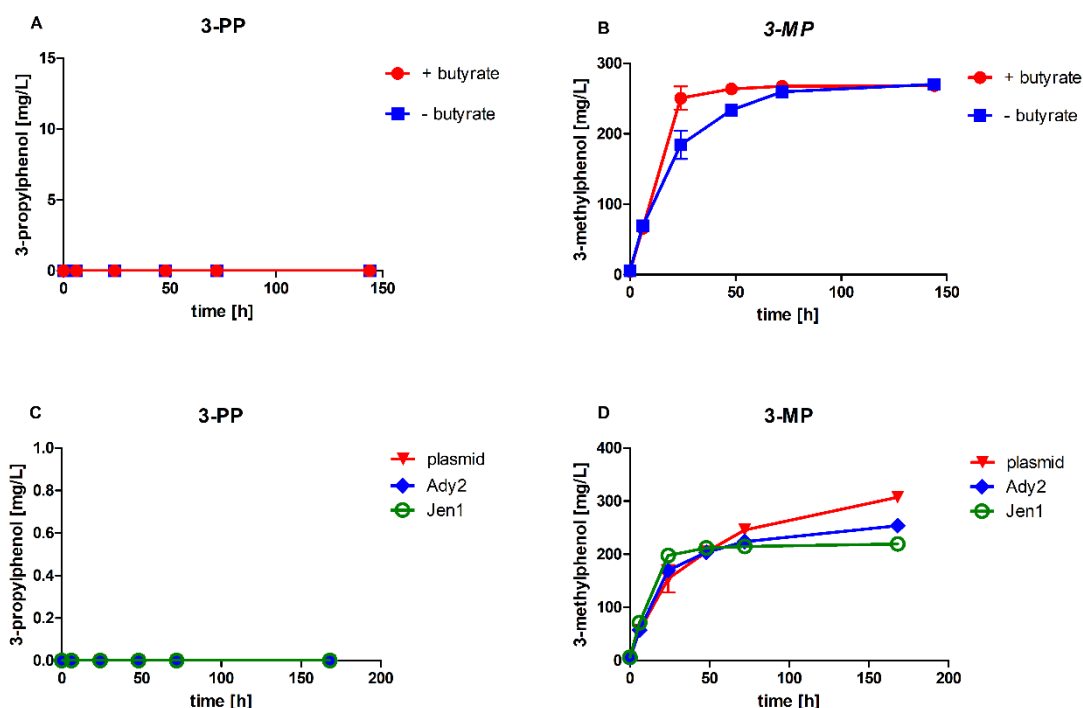 A
3-PP
3-propylphenol [mg/L]
15
10
5
0
0
50
100
150
time [h]
+ butyrate
- butyrate
B
3-MP
3-methylphenol [mg/L]
300
200
100
0
0
50
100
150
time [h]
+ butyrate
- butyrate
C
3-PP
3-propylphenol [mg/L]
1.0
0.8
0.6
0.4
0.2
0.0
0
50
100
150
200
time [h]
plasmid
Ady2
Jen1
D
3-MP
3-methylphenol [mg/L]
400
300
200
100
0
0
50
100
150
200
time [h]
plasmid
Ady2
Jen1